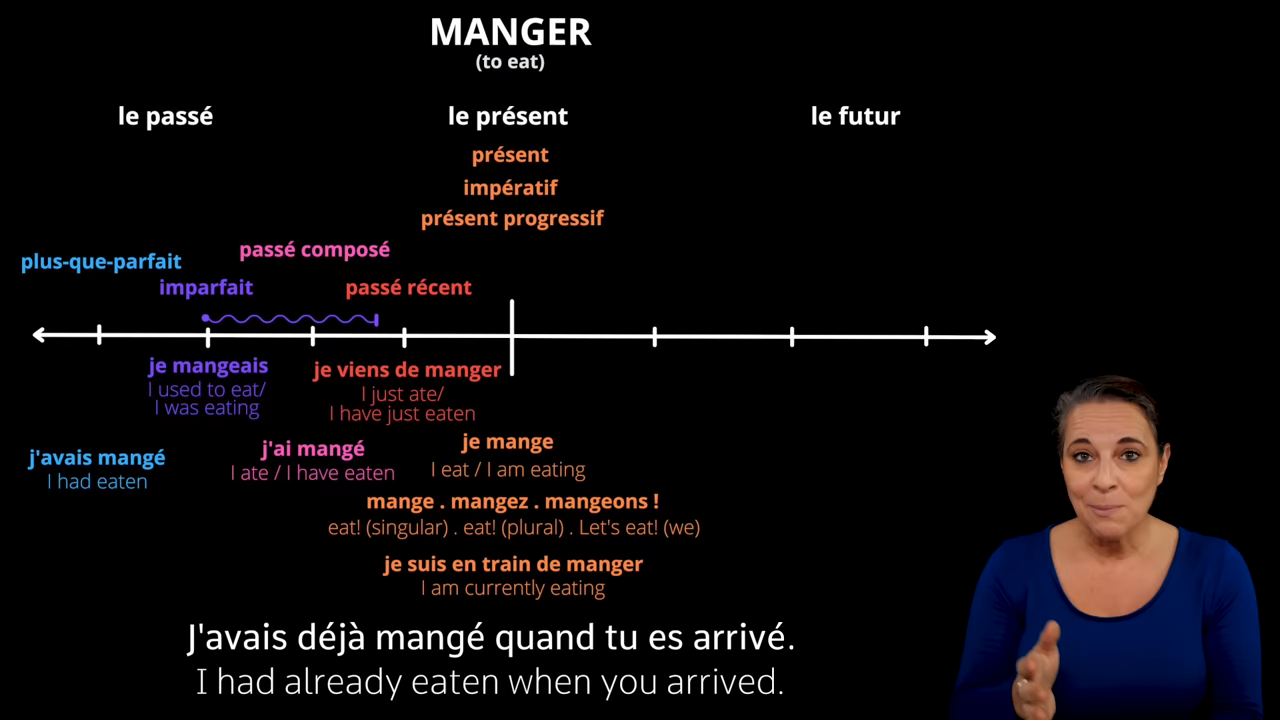 MANGER
(to eat)
le passé
le présent
le futur
présent
impératif
présent progressif
passé composé
plus-que-parfait
imparfait
passé récent
je mangeais
I used to eat/
I was eating
je viens de manger
I just ate/
I have just eaten
j'avais mangé
I had eaten
j'ai mangé
I ate / I have eaten
je mange
I eat / I am eating
mange . mangez . mangeons !
eat! (singular) . eat! (plural) . Let's eat! (we)
je suis en train de manger
I am currently eating
J'avais déjà mangé quand tu es arrivé.
I had already eaten when you arrived.